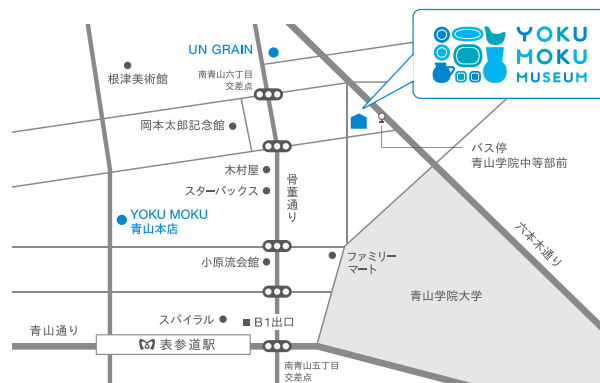 YOKU
MOKU
MUSEUM
UN GRAIN
南青山六丁目
交差点
根津美術館
岡本太郎記念館
バス停
青山学院中等部前
木村屋
スターバックス
骨董通り
YOKU MOKU
青山本店
六本木通り
小原流会館
ファミリー
マート
青山学院大学
スパイラル
B1出口
青山通り
表参道駅
南青山五丁目
交差点